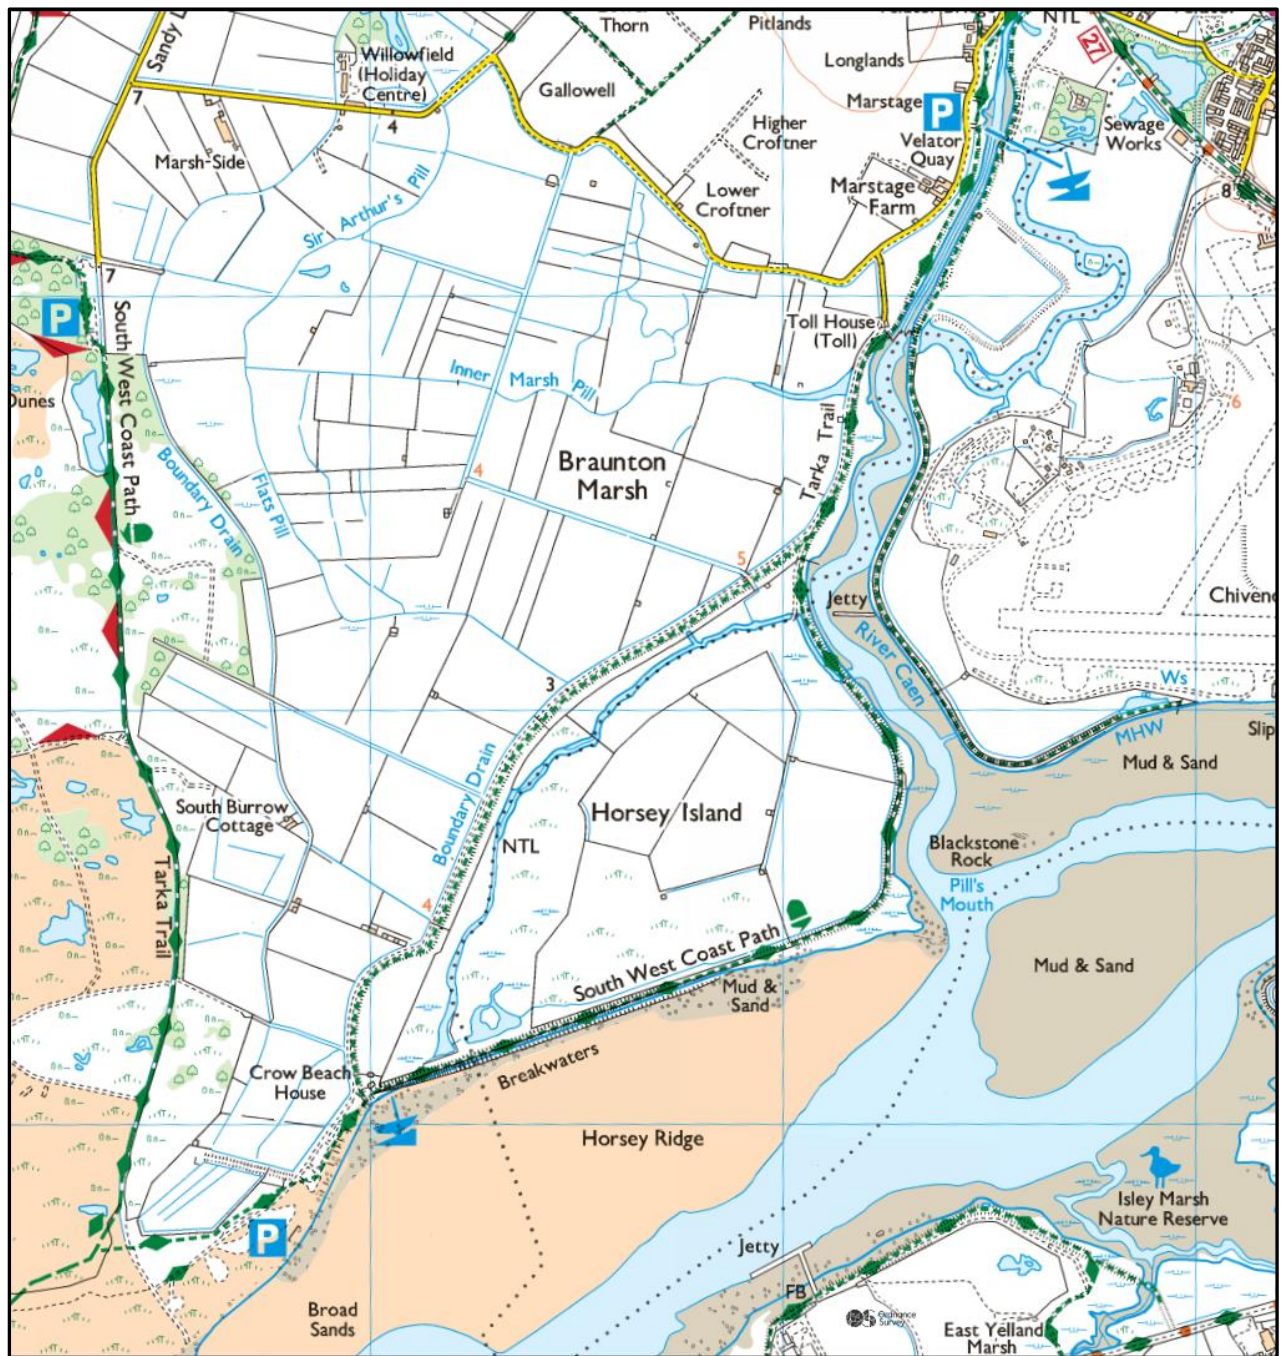 Thorn
Pitlands
NTL
Sandy L
Willowfield
(Holiday
Centre)
Longlands
27
Gallowell
Marstage
P
7
4
Higher
Croftner
Velator
Quay
Sewage
Works
Marsh-Side
Sir Arthur's Pill
Lower
Croftner
Marstage
Farm
8
7
P
South West Coast Path
Toll House
(Toll)
Inner Marsh Pill
Dunes
6
Tarka Trail
Boundary Drain
Flats Pill
4
Braunton
Marsh
5
Jetty
Chiveno
River Caen
Ws
3
MHW
Slip
Mud & Sand
Boundary Drain
South Burrow
Cottage
Horsey Island
NTL
Blackstone
Rock
Pill's
Mouth
Tarka Trail
4
South West Coast Path
Mud & Sand
Mud &
Sand
Breakwaters
Crow Beach
House
Horsey Ridge
Isley Marsh
Nature Reserve
P
Jetty
FB
Broad
Sands
OS Ordnance
Survey
East Yelland
Marsh